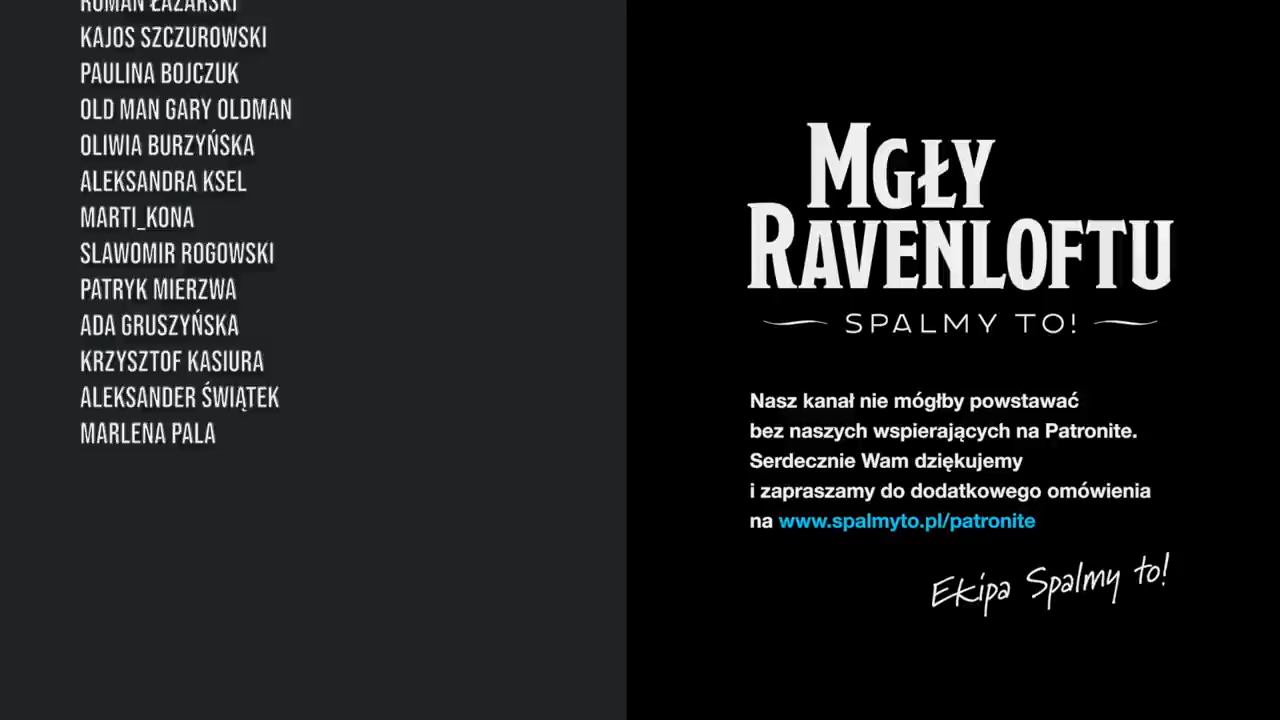 ROMAN ŁAZARSKI
KAJOS SZCZUROWSKI
PAULINA BOJCZUK
OLD MAN GARY OLDMAN
OLIWIA BURZYŃSKA
ALEKSANDRA KSEL
MARTI_KONA
SLAWOMIR ROGOWSKI
PATRYK MIERZWA
ADA GRUSZYŃSKA
KRZYSZTOF KASIURA
ALEKSANDER ŚWIĄTEK
MARLENA PALA
MGŁY
RAVENLOFTU
SPALMY TO!
Nasz kanał nie mógłby powstawać
bez naszych wspierających na Patronite.
Serdecznie Wam dziękujemy
i zapraszamy do dodatkowego omówienia
na www.spalmyto.pl/patronite
Ekipa Spalmy to!